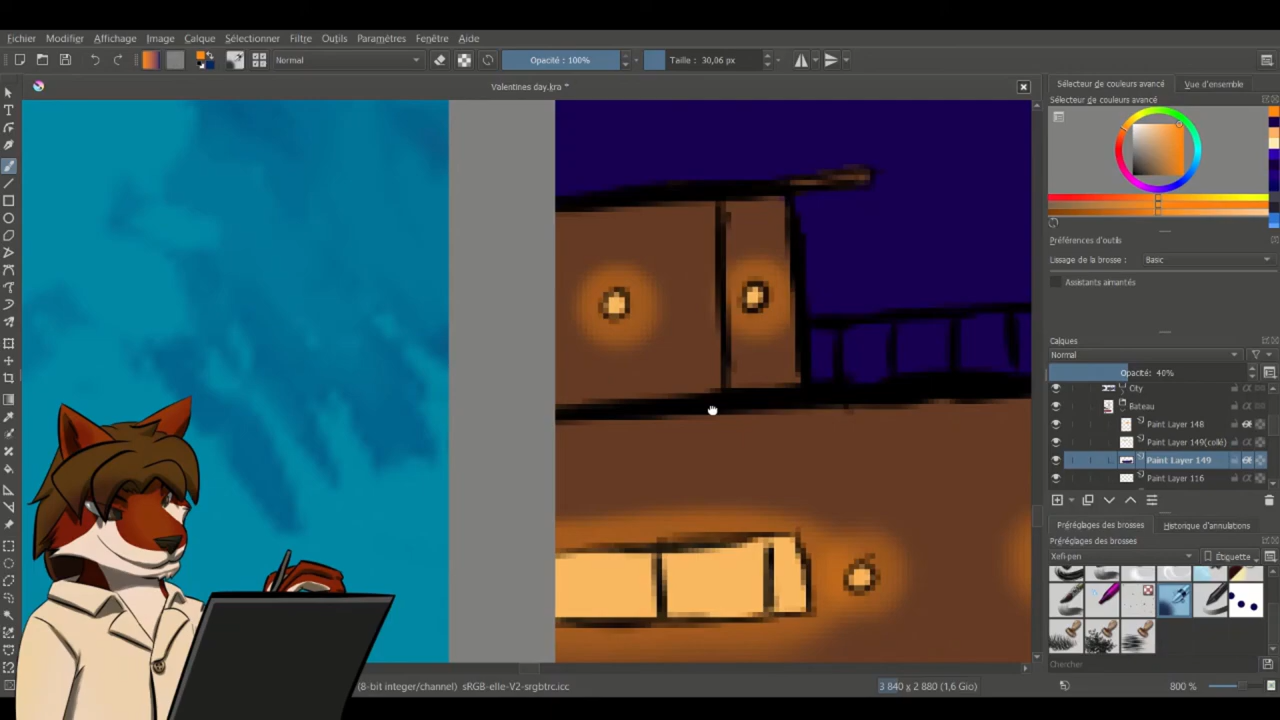 Fichier Modifier Affichage Image Calque Sélectionner Filtre Outils Paramètres Fenêtre Aide
Normal Opacité : 100% Taille : 30,06 px
Valentines day.kra *
Sélecteur de couleurs avancé Vue d'ensemble
Sélecteur de couleurs avancé
Préférences d'outils
Lissage de la brosse : Basic
Assistants aimantés
Calques
Normal
Opacité: 40%
City
Bateau
Paint Layer 148
Paint Layer 149(collé)
Paint Layer 149
Paint Layer 116
Préréglages des brosses Historique d'annulations
Préréglages des brosses
Xefi-pen Étiquette
Chercher
(8-bit integer/channel) sRGB-elle-V2-srgbtrc.icc 3 840 x 2 880 (1,6 Gio) 800 %